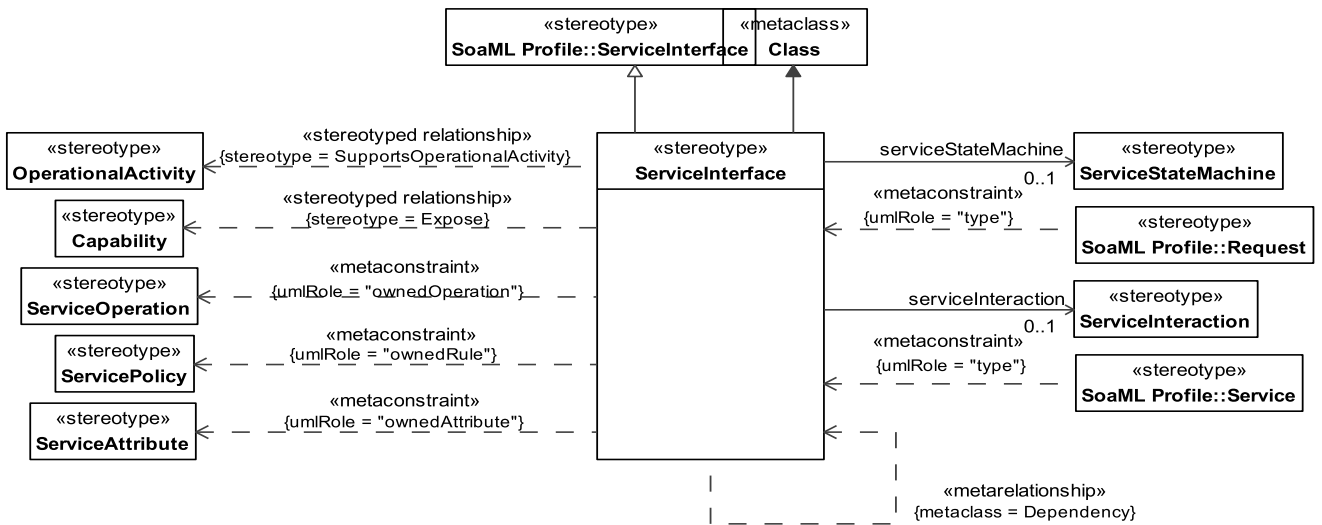 «stereotype»
SoaML Profile::ServiceInterface
«metaclass»
Class
«stereotype»
OperationalActivity
«stereotyped relationship»
{stereotype = SupportsOperationalActivity}
«stereotype»
ServiceInterface
serviceStateMachine
0..1
«stereotype»
ServiceStateMachine
«stereotype»
Capability
«stereotyped relationship»
{stereotype = Expose}
«metaconstraint»
{umlRole = "type"}
«stereotype»
SoaML Profile::Request
«stereotype»
ServiceOperation
«metaconstraint»
{umlRole = "ownedOperation"}
serviceInteraction
0..1
«stereotype»
ServiceInteraction
«stereotype»
ServicePolicy
«metaconstraint»
{umlRole = "ownedRule"}
«metaconstraint»
{umlRole = "type"}
«stereotype»
SoaML Profile::Service
«stereotype»
ServiceAttribute
«metaconstraint»
{umlRole = "ownedAttribute"}
«metarelationship»
{metaclass = Dependency}